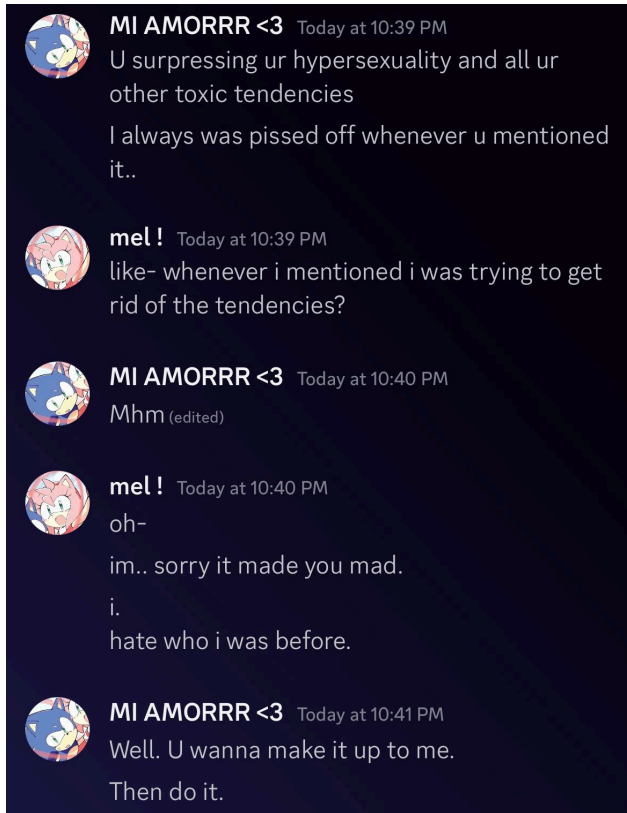 MI AMORRR <3 Today at 10:39 PM
U surpressing ur hypersexuality and all ur
other toxic tendencies
I always was pissed off whenever u mentioned
it..
mel ! Today at 10:39 PM
like- whenever i mentioned i was trying to get
rid of the tendencies?
MI AMORRR <3 Today at 10:40 PM
Mhm (edited)
mel ! Today at 10:40 PM
oh-
im.. sorry it made you mad.
i.
hate who i was before.
MI AMORRR <3 Today at 10:41 PM
Well. U wanna make it up to me.
Then do it.